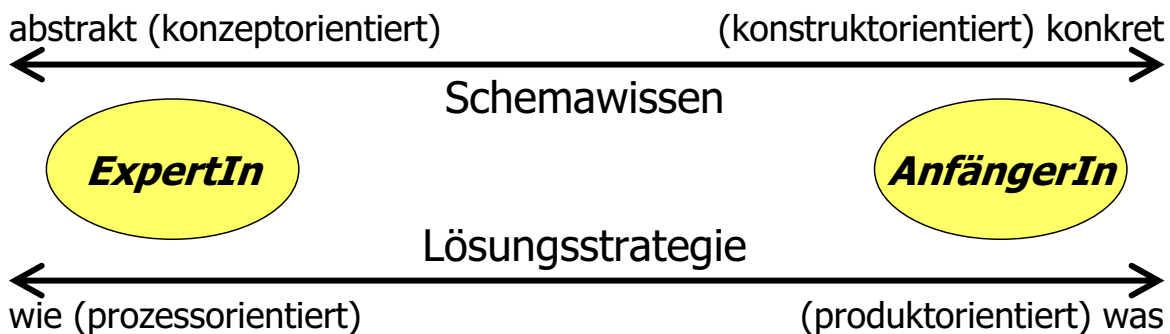 abstrakt (konzeptorientiert) (konstruktorientiert) konkret
Schemawissen
ExpertIn AnfängerIn
Lösungsstrategie
wie (prozessorientiert) (produktorientiert) was